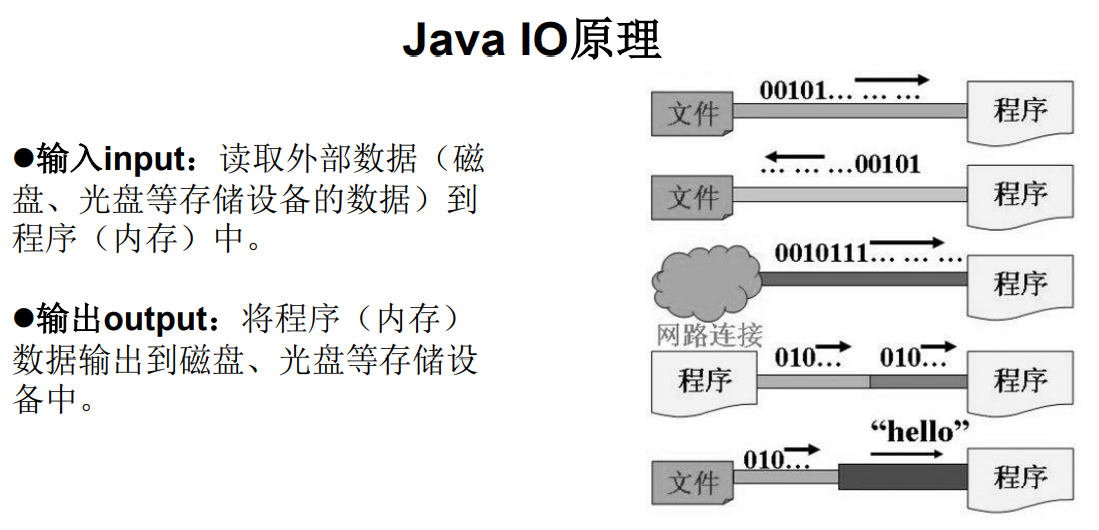 Java IO原理
●输入input：读取外部数据（磁
盘、光盘等存储设备的数据）到
程序（内存）中。
●输出output：将程序（内存）
数据输出到磁盘、光盘等存储设
备中。
00101… … …
文件
程序
… … …00101
文件
程序
0010111… … …
网路连接
程序
程序
010…
010…
程序
文件
010…
“hello”
程序